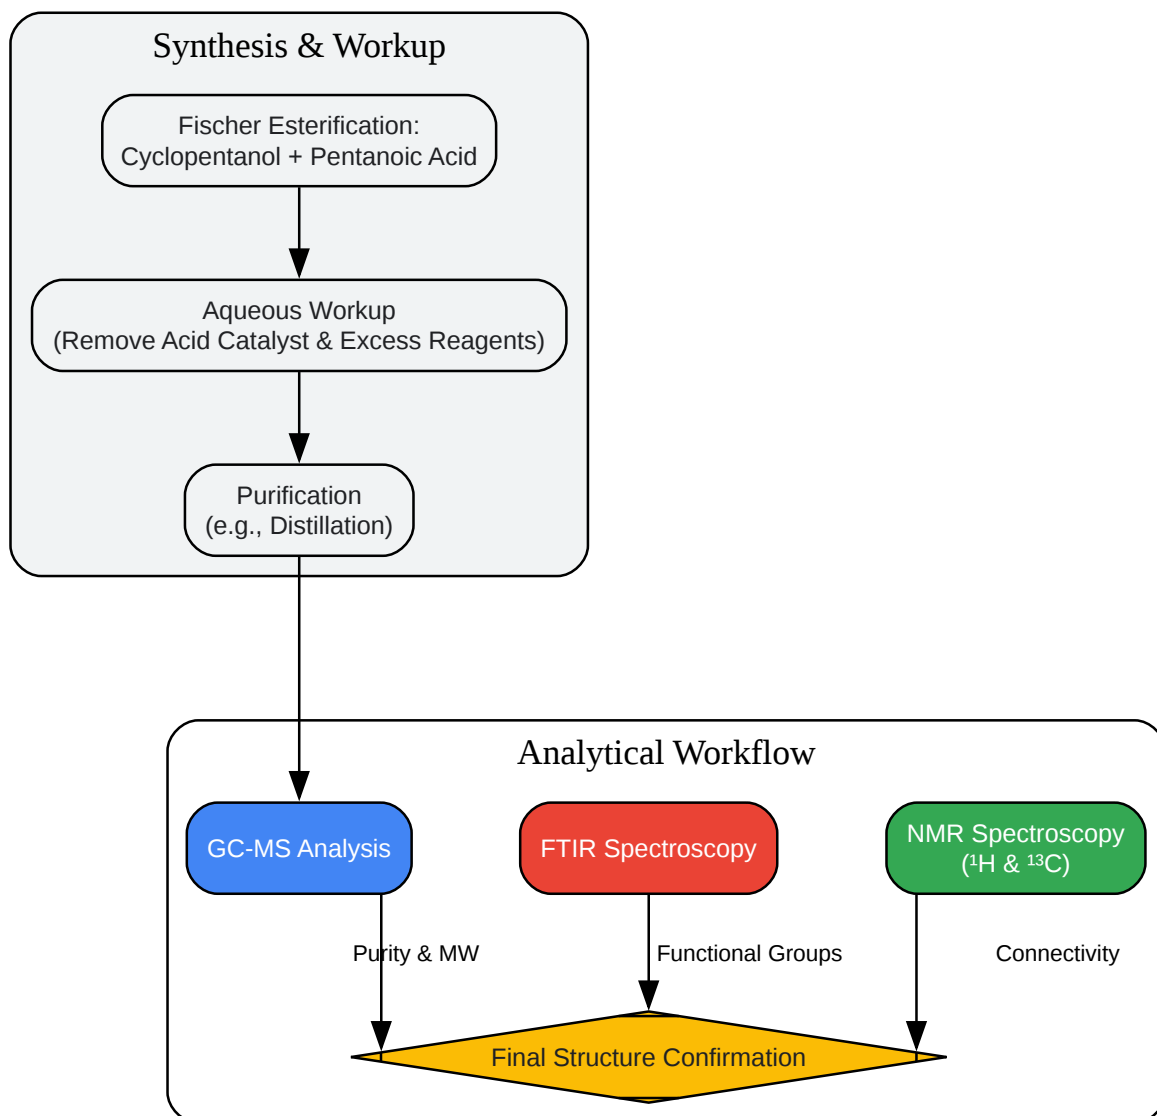 Synthesis & Workup
Fischer Esterification:
Cyclopentanol + Pentanoic Acid
Aqueous Workup
(Remove Acid Catalyst & Excess Reagents)
Purification
(e.g., Distillation)
Analytical Workflow
GC-MS Analysis
FTIR Spectroscopy
NMR Spectroscopy
(¹H & ¹³C)
Purity & MW
Functional Groups
Connectivity
Final Structure Confirmation